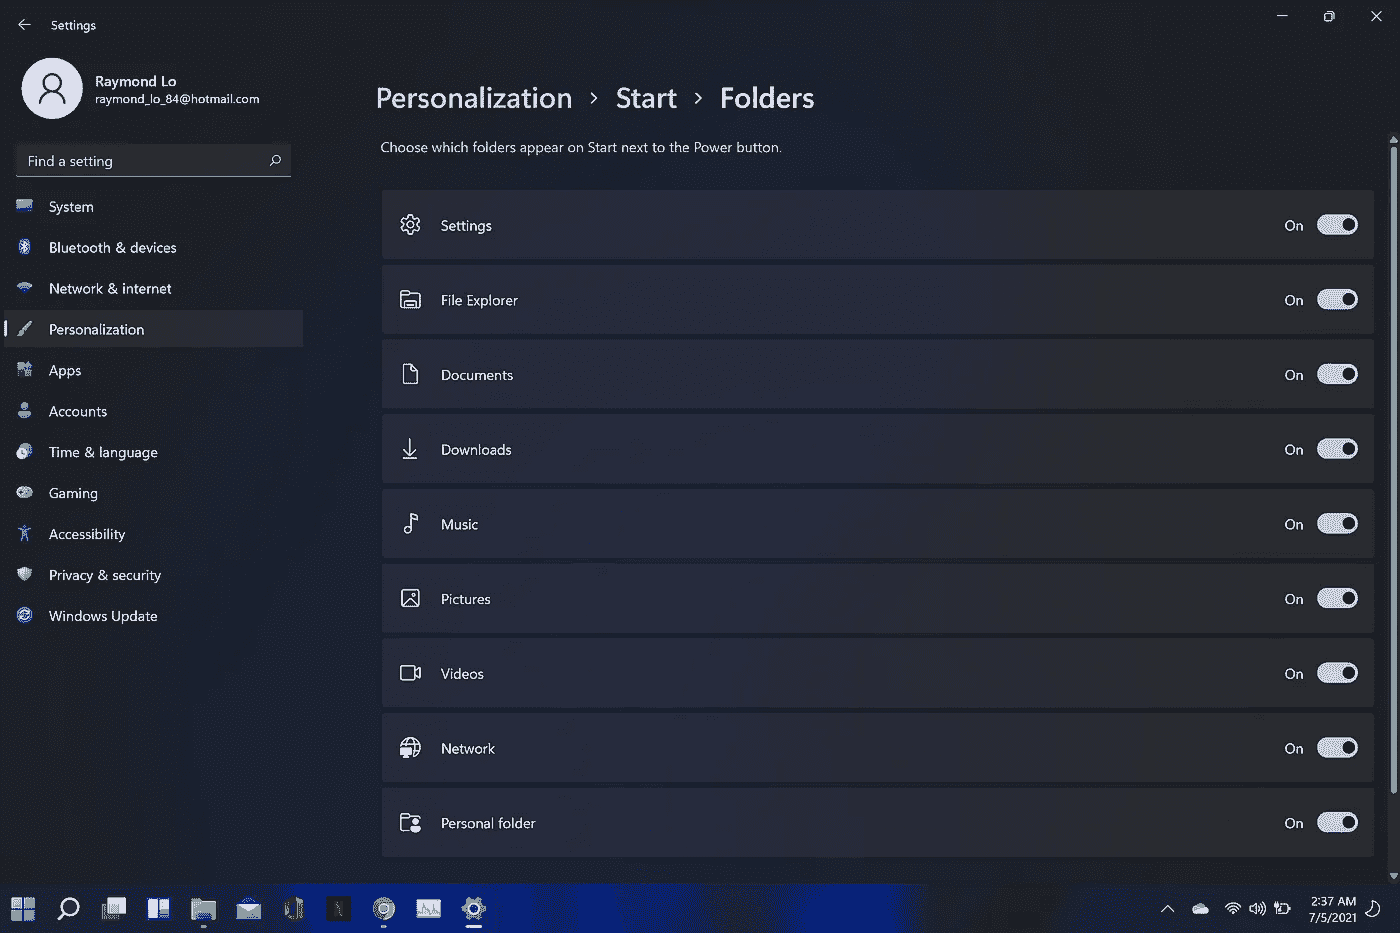 Settings
Raymond Lo
raymond_lo_84@hotmail.com
Find a setting
System
Bluetooth & devices
Network & internet
Personalization
Apps
Accounts
Time & language
Gaming
Accessibility
Privacy & security
Windows Update
Personalization > Start > Folders
Choose which folders appear on Start next to the Power button.
Settings On
File Explorer On
Documents On
Downloads On
Music On
Pictures On
Videos On
Network On
Personal folder On
2:37 AM
7/5/2021